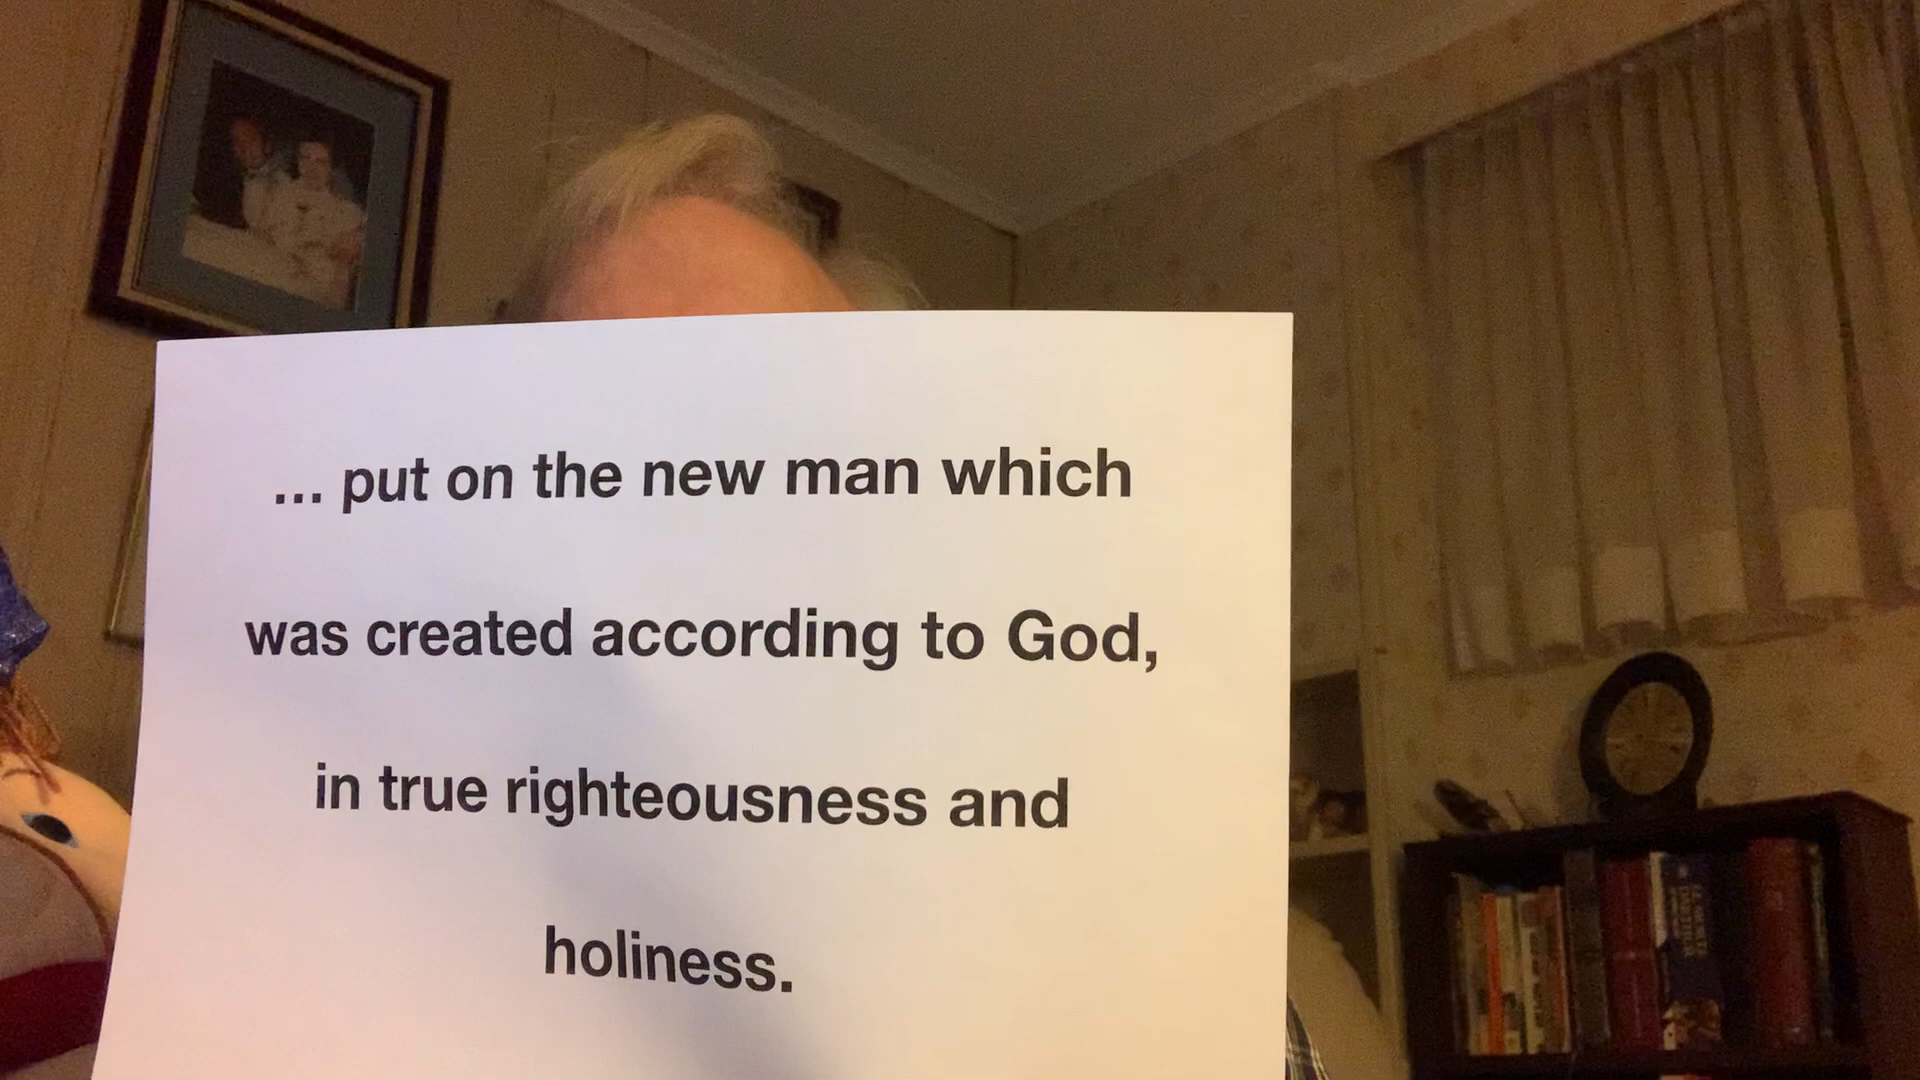 ... put on the new man which
was created according to God,
in true righteousness and
holiness.